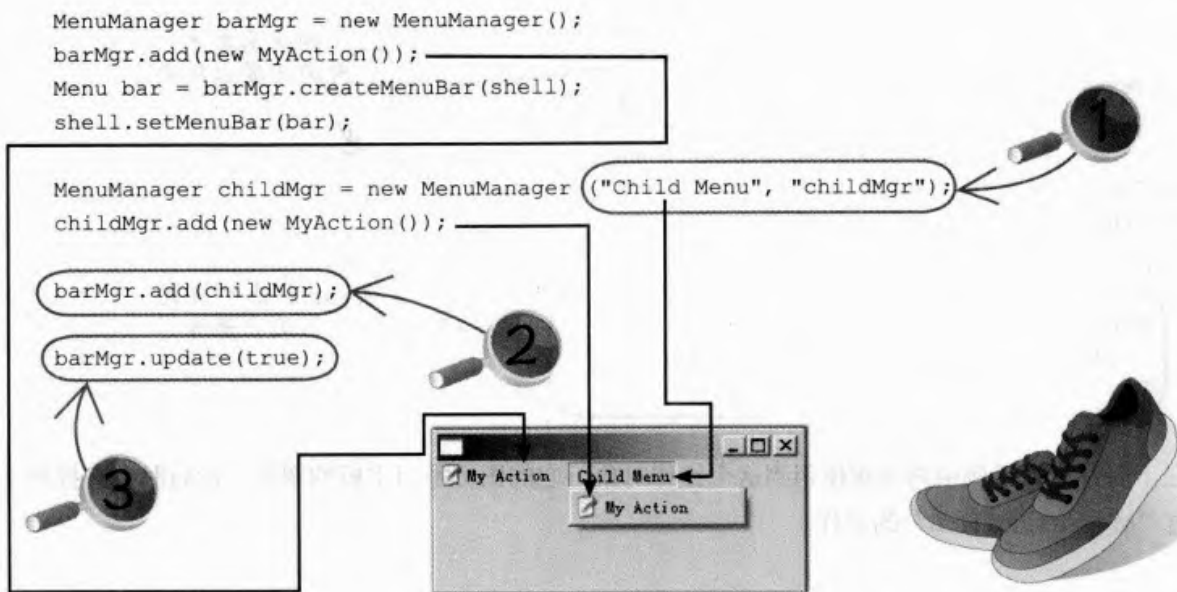 MenuManager barMgr = new MenuManager();
barMgr.add(new MyAction());
Menu bar = barMgr.createMenuBar(shell);
shell.setMenuBar(bar);
1
MenuManager childMgr = new MenuManager ("Child Menu", "childMgr");
childMgr.add(new MyAction());
barMgr.add(childMgr);
2
barMgr.update(true);
3
My Action Child Menu
My Action